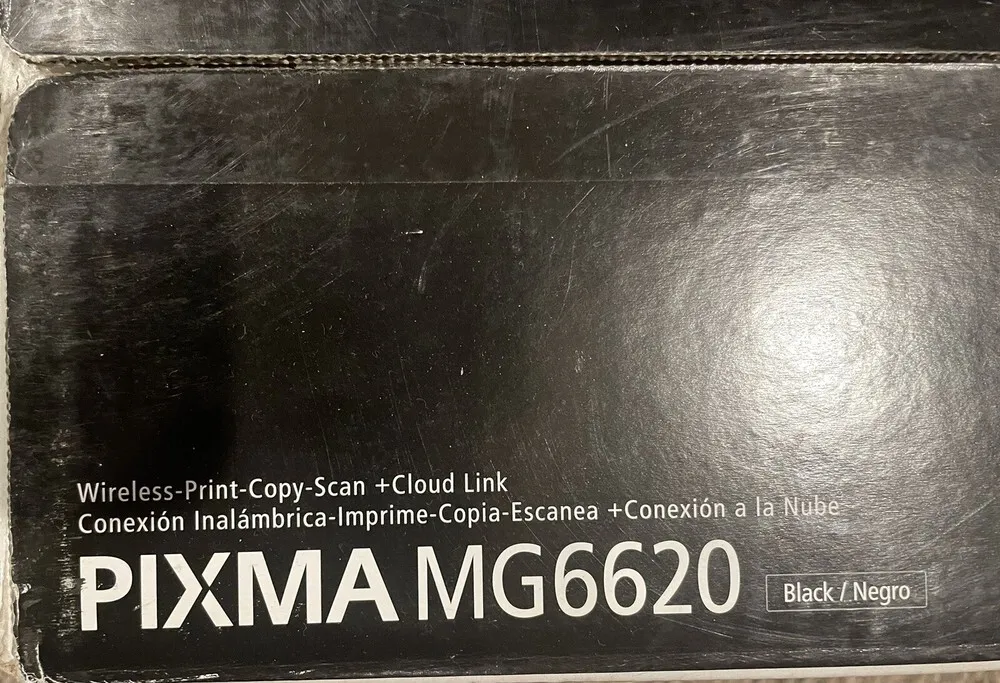 Wireless-Print-Copy-Scan +Cloud Link
Conexión Inalámbrica-Imprime-Copia-Escanea +Conexión a la Nube
PIXMA MG6620 Black / Negro